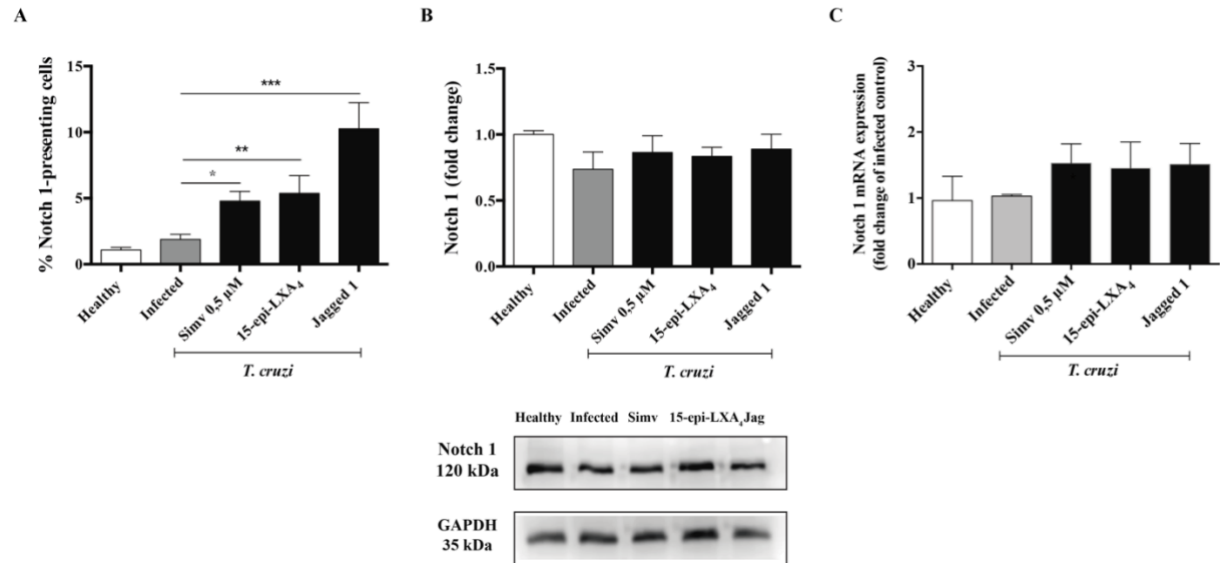 A
% Notch 1-presenting cells
15
10
5
0
***
**
*
Healthy
Infected
Simv 0,5 µM
15-epi-LXA₄
Jagged 1
T. cruzi
B
Notch 1 (fold change)
1.5
1.0
0.5
0.0
Healthy
Infected
Simv 0,5 µM
15-epi-LXA₄
Jagged 1
T. cruzi
Healthy Infected Simv 15-epi-LXA₄Jag
Notch 1
120 kDa
GAPDH
35 kDa
C
Notch 1 mRNA expression
(fold change of infected control)
3
2
1
0
Healthy
Infected
Simv 0,5 µM
15-epi-LXA₄
Jagged 1
T. cruzi